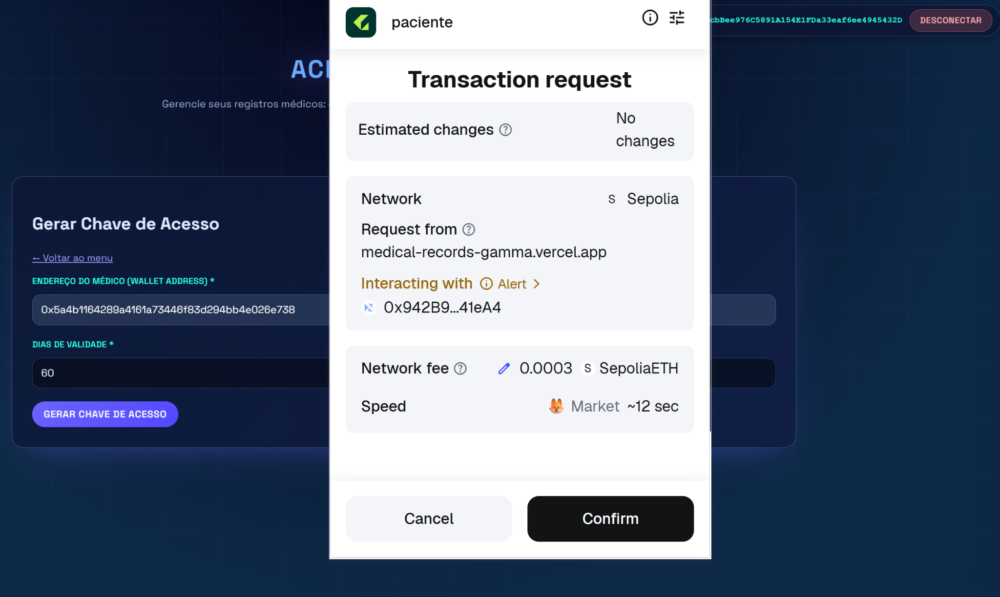 paciente
cbBee976C5891A154E1FDa33eaf6ee4945432D
DESCONECTAR
Transaction request
Gerencie seus registros médicos:
Estimated changes
No
changes
Network
S Sepolia
Request from
medical-records-gamma.vercel.app
Interacting with Alert
0x942B9...41eA4
Network fee
0.0003 S SepoliaETH
Speed
Market ~12 sec
Cancel
Confirm
Gerar Chave de Acesso
← Voltar ao menu
ENDEREÇO DO MÉDICO (WALLET ADDRESS) *
0x5a4b1164289a4161a73446f83d294bb4e026e738
DIAS DE VALIDADE *
60
GERAR CHAVE DE ACESSO